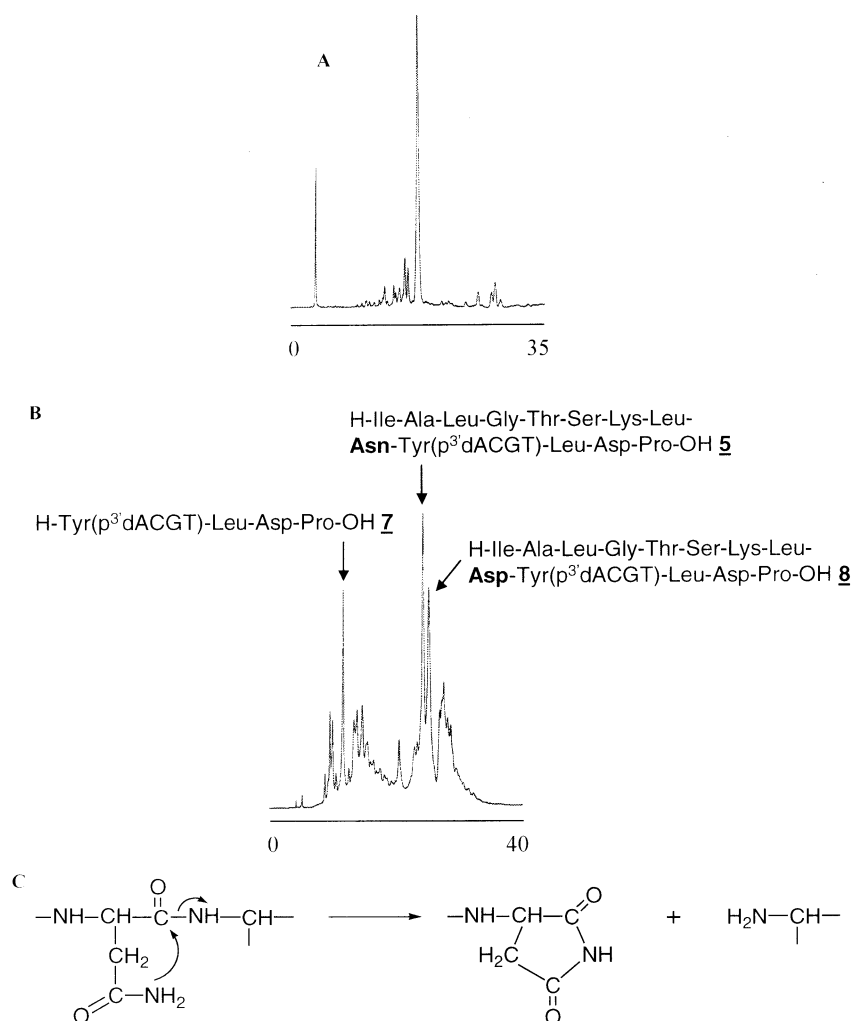 A
0 35
B
H-Ile-Ala-Leu-Gly-Thr-Ser-Lys-Leu-
Asn-Tyr(p3'dACGT)-Leu-Asp-Pro-OH 5
H-Tyr(p3'dACGT)-Leu-Asp-Pro-OH 7
H-Ile-Ala-Leu-Gly-Thr-Ser-Lys-Leu-
Asp-Tyr(p3'dACGT)-Leu-Asp-Pro-OH 8
0 40
C
O O
–NH–CH–C–NH–CH– –NH–CH–C + H2N–CH–
CH2 H2C NH
C–NH2 C
O O